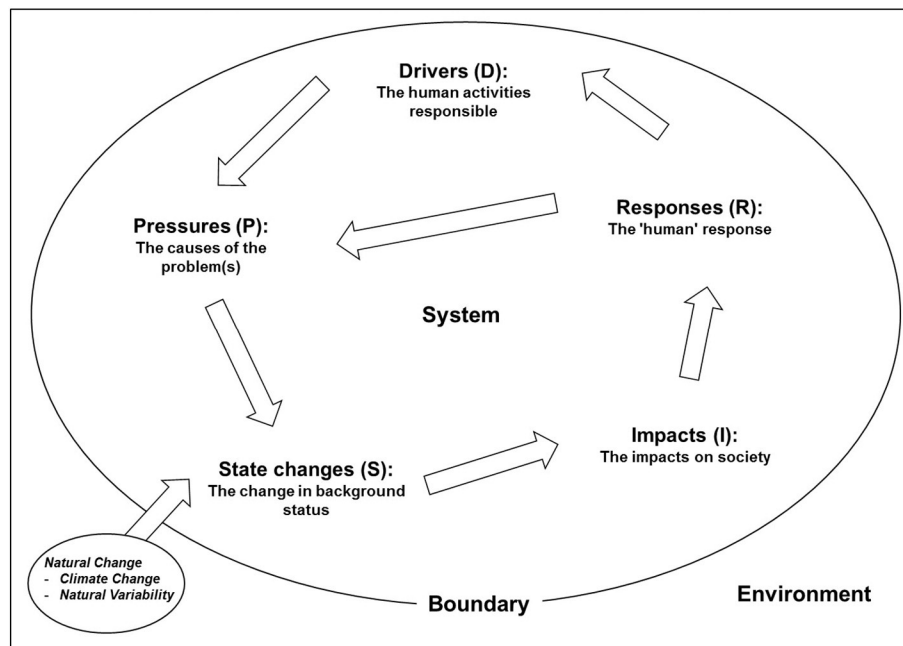 Drivers (D):
The human activities
responsible
Pressures (P):
The causes of the
problem(s)
Responses (R):
The 'human' response
System
State changes (S):
The change in background
status
Impacts (I):
The impacts on society
Natural Change
- Climate Change
- Natural Variability
Boundary
Environment